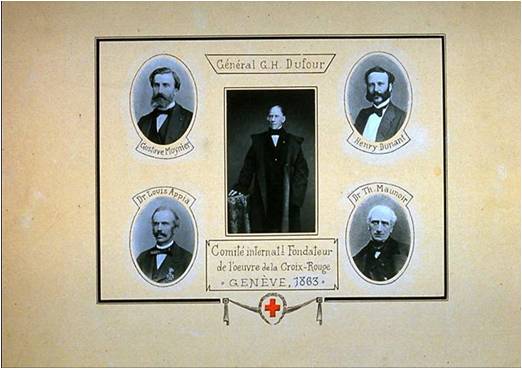 Général G.H. Dufour
Gustave Moynier
Henry Dunant
Dr Louis Appia
Dr Th. Maunoir
Comité internat! Fondateur
de l'oeuvre de la Croix-Rouge
GENÈVE, 1863